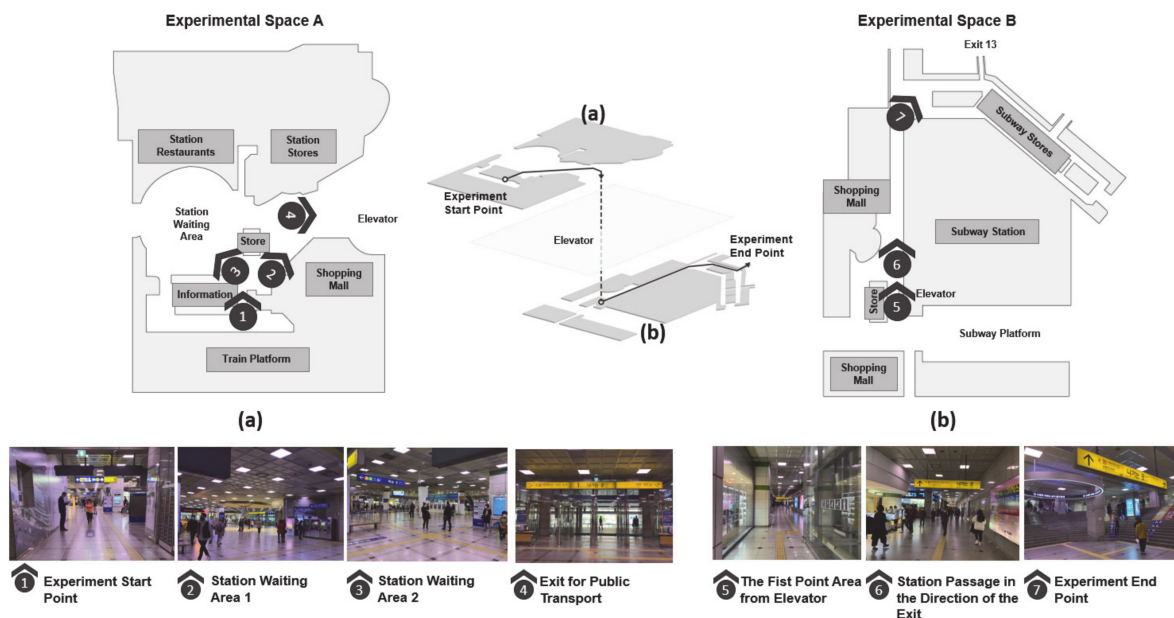 Experimental Space A
Experimental Space B
Station
Restaurants
Station
Stores
Station
Waiting
Area
4
Elevator
Store
3
2
Information
Shopping
Mall
1
Train Platform
(a)
(a)
Experiment
Start Point
Elevator
Experiment
End Point
(b)
Exit 13
7
Subway Stores
Shopping
Mall
Subway Station
6
Store
5
Elevator
Subway Platform
Shopping
Mall
(b)
1 Experiment Start
Point
2 Station Waiting
Area 1
3 Station Waiting
Area 2
4 Exit for Public
Transport
5 The Fist Point Area
from Elevator
6 Station Passage in
the Direction of the
Exit
7 Experiment End
Point